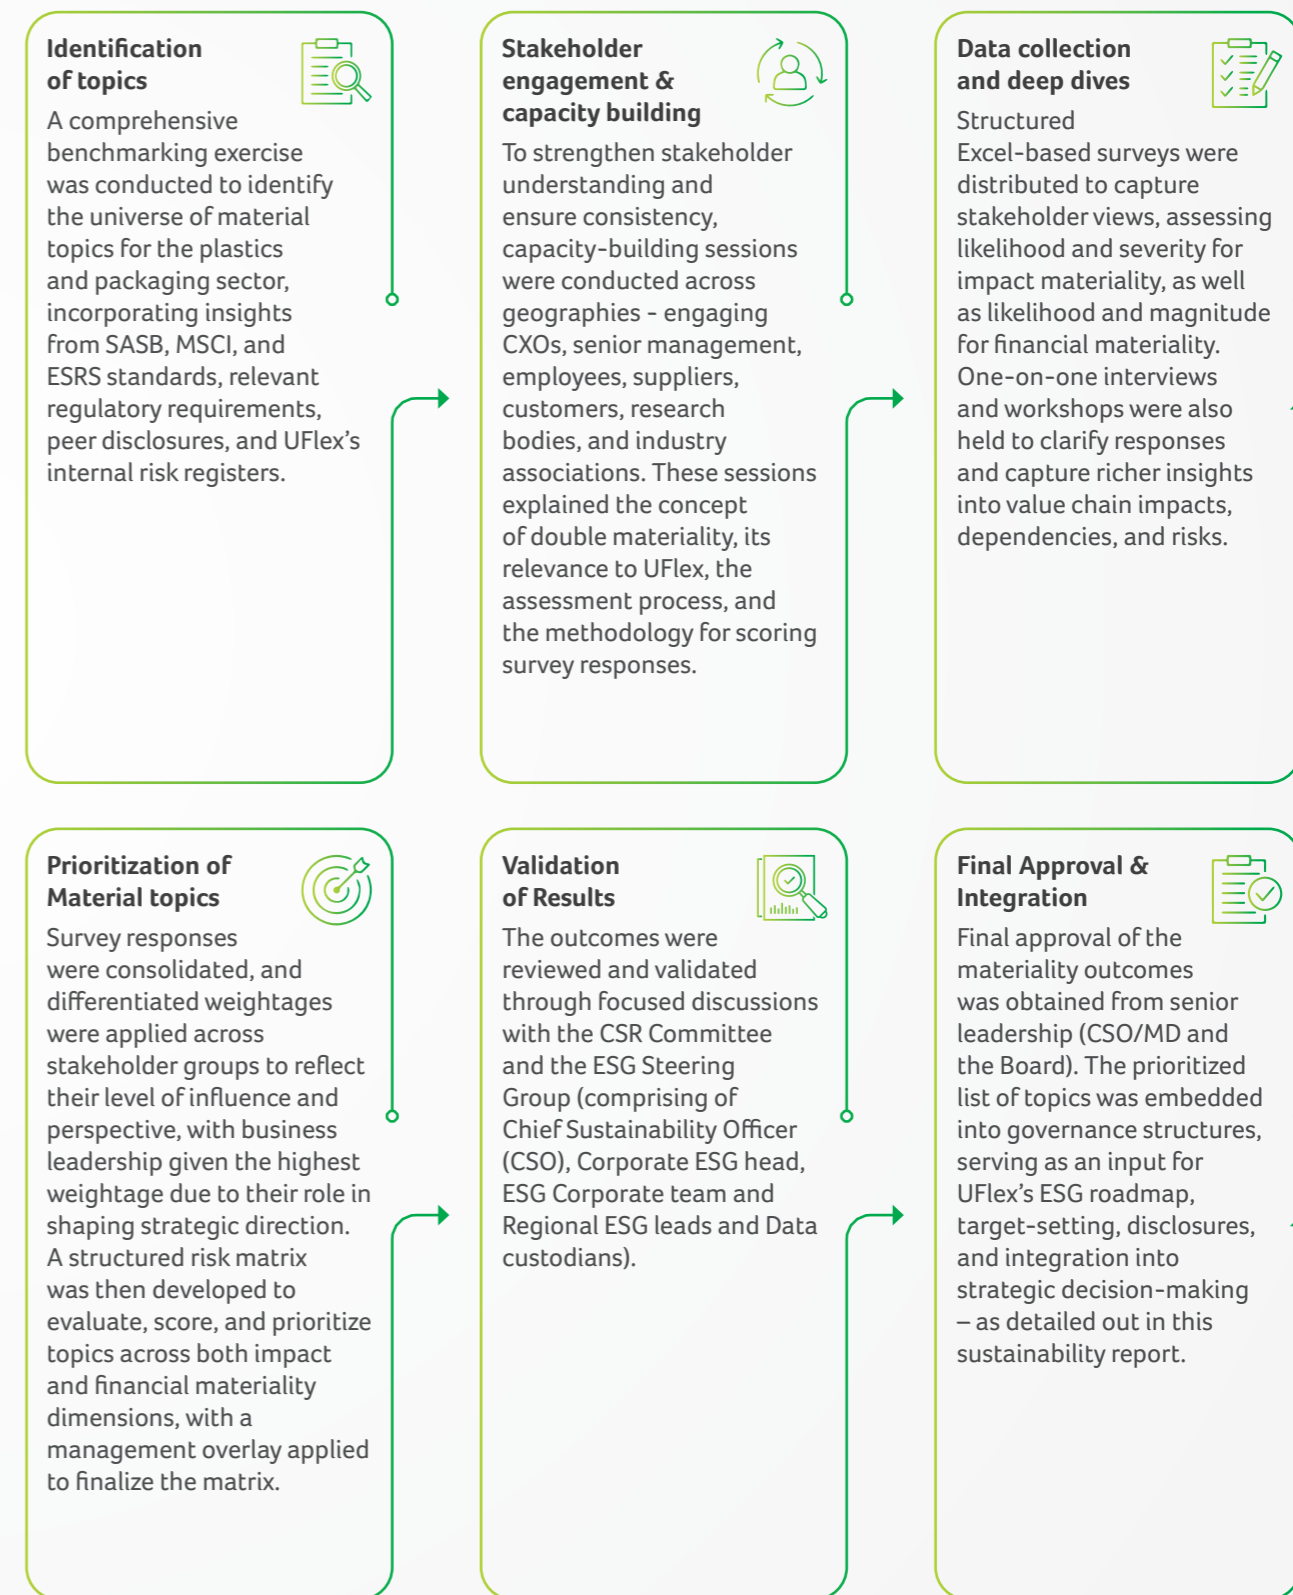 Identification
of topics
A comprehensive
benchmarking exercise
was conducted to identify
the universe of material
topics for the plastics
and packaging sector,
incorporating insights
from SASB, MSCI, and
ESRS standards, relevant
regulatory requirements,
peer disclosures, and UFlex's
internal risk registers.
Stakeholder
engagement &
capacity building
To strengthen stakeholder
understanding and
ensure consistency,
capacity-building sessions
were conducted across
geographies - engaging
CXOs, senior management,
employees, suppliers,
customers, research
bodies, and industry
associations. These sessions
explained the concept
of double materiality, its
relevance to UFlex, the
assessment process, and
the methodology for scoring
survey responses.
Data collection
and deep dives
Structured
Excel-based surveys were
distributed to capture
stakeholder views, assessing
likelihood and severity for
impact materiality, as well
as likelihood and magnitude
for financial materiality.
One-on-one interviews
and workshops were also
held to clarify responses
and capture richer insights
into value chain impacts,
dependencies, and risks.
Prioritization of
Material topics
Survey responses
were consolidated, and
differentiated weightages
were applied across
stakeholder groups to reflect
their level of influence and
perspective, with business
leadership given the highest
weightage due to their role in
shaping strategic direction.
A structured risk matrix
was then developed to
evaluate, score, and prioritize
topics across both impact
and financial materiality
dimensions, with a
management overlay applied
to finalize the matrix.
Validation
of Results
The outcomes were
reviewed and validated
through focused discussions
with the CSR Committee
and the ESG Steering
Group (comprising of
Chief Sustainability Officer
(CSO), Corporate ESG head,
ESG Corporate team and
Regional ESG leads and Data
custodians).
Final Approval &
Integration
Final approval of the
materiality outcomes
was obtained from senior
leadership (CSO/MD and
the Board). The prioritized
list of topics was embedded
into governance structures,
serving as an input for
UFlex's ESG roadmap,
target-setting, disclosures,
and integration into
strategic decision-making
– as detailed out in this
sustainability report.